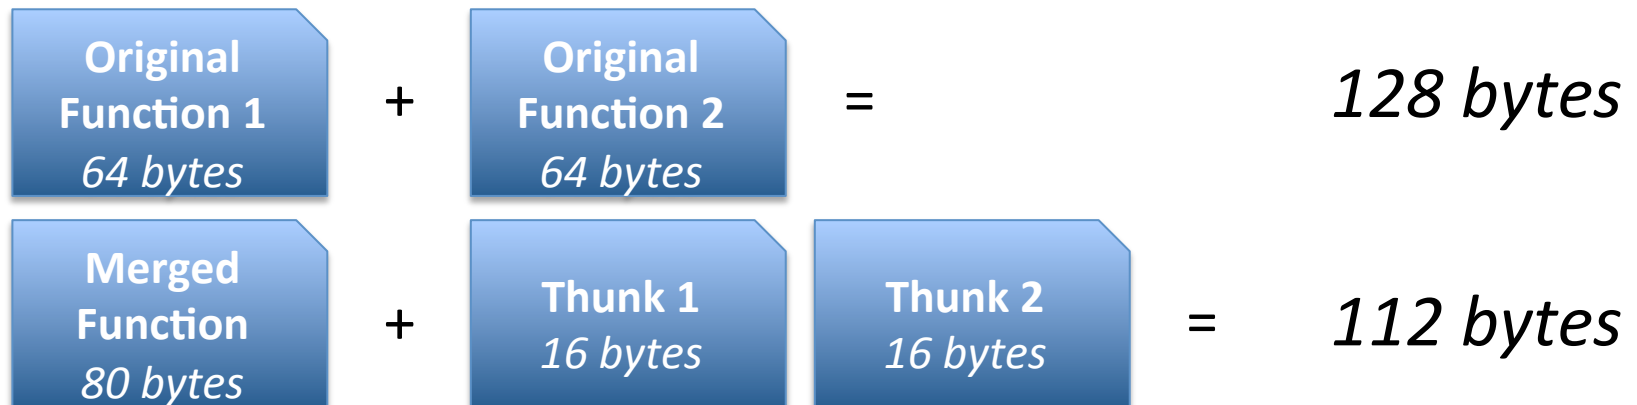 Original
Function 1
64 bytes
+
Original
Function 2
64 bytes
=
128 bytes
Merged
Function
80 bytes
+
Thunk 1
16 bytes
Thunk 2
16 bytes
=
112 bytes